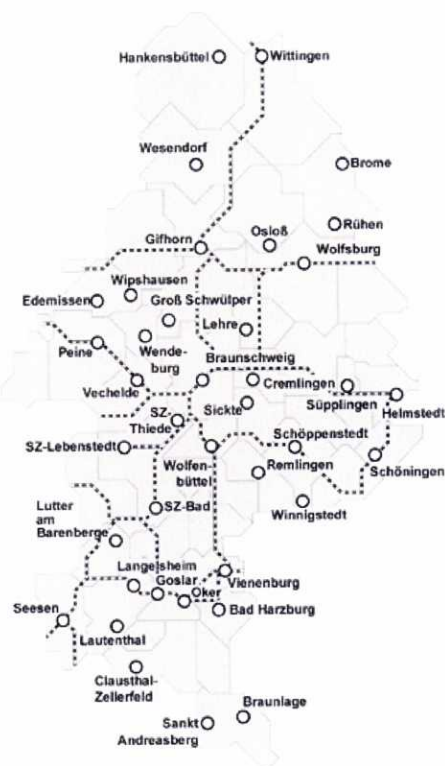 Hankensbüttel
Wittingen
Wesendorf
Brome
Rühen
Osloß
Gifhorn
Wolfsburg
Wipshausen
Edemissen
Groß Schwülper
Lehre
Peine
Wende-
burg
Braunschweig
Vechelde
Cremlingen
Süpplingen
Helmstedt
SZ-
Thiede
Sickte
Schöppenstedt
SZ-Lebenstedt
Wolfen-
büttel
Remlingen
Schöningen
Winnigstedt
SZ-Bad
Lutter
am
Barenberge
Langelsheim
Goslar
Oker
Vienenburg
Bad Harzburg
Seesen
Lautenthal
Clausthal-
Zellerfeld
Braunlage
Sankt
Andreasberg